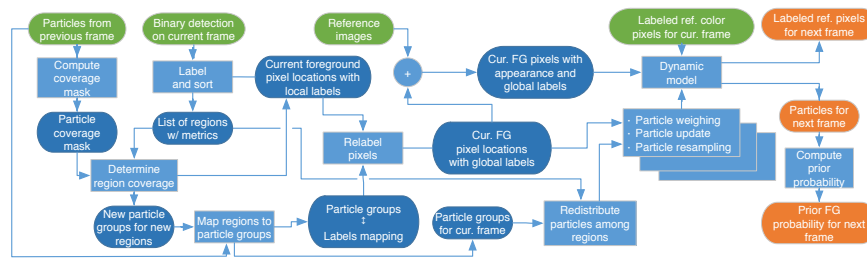 Particles from
previous frame
Binary detection
on current frame
Reference
images
Labeled ref. color
pixels for cur. frame
Labeled ref. pixels
for next frame
Compute
coverage
mask
Label
and sort
Current foreground
pixel locations with
local labels
+
Cur. FG pixels with
appearance and
global labels
Dynamic
model
Particle
coverage
mask
List of regions
w/ metrics
Relabel
pixels
Cur. FG
pixel locations
with global labels
· Particle weighing
· Particle update
· Particle resampling
Particles for
next frame
Determine
region coverage
Compute
prior
probability
New particle
groups for new
regions
Map regions to
particle groups
Particle groups
↕
Labels mapping
Particle groups
for cur. frame
Redistribute
particles among
regions
Prior FG
probability for next
frame